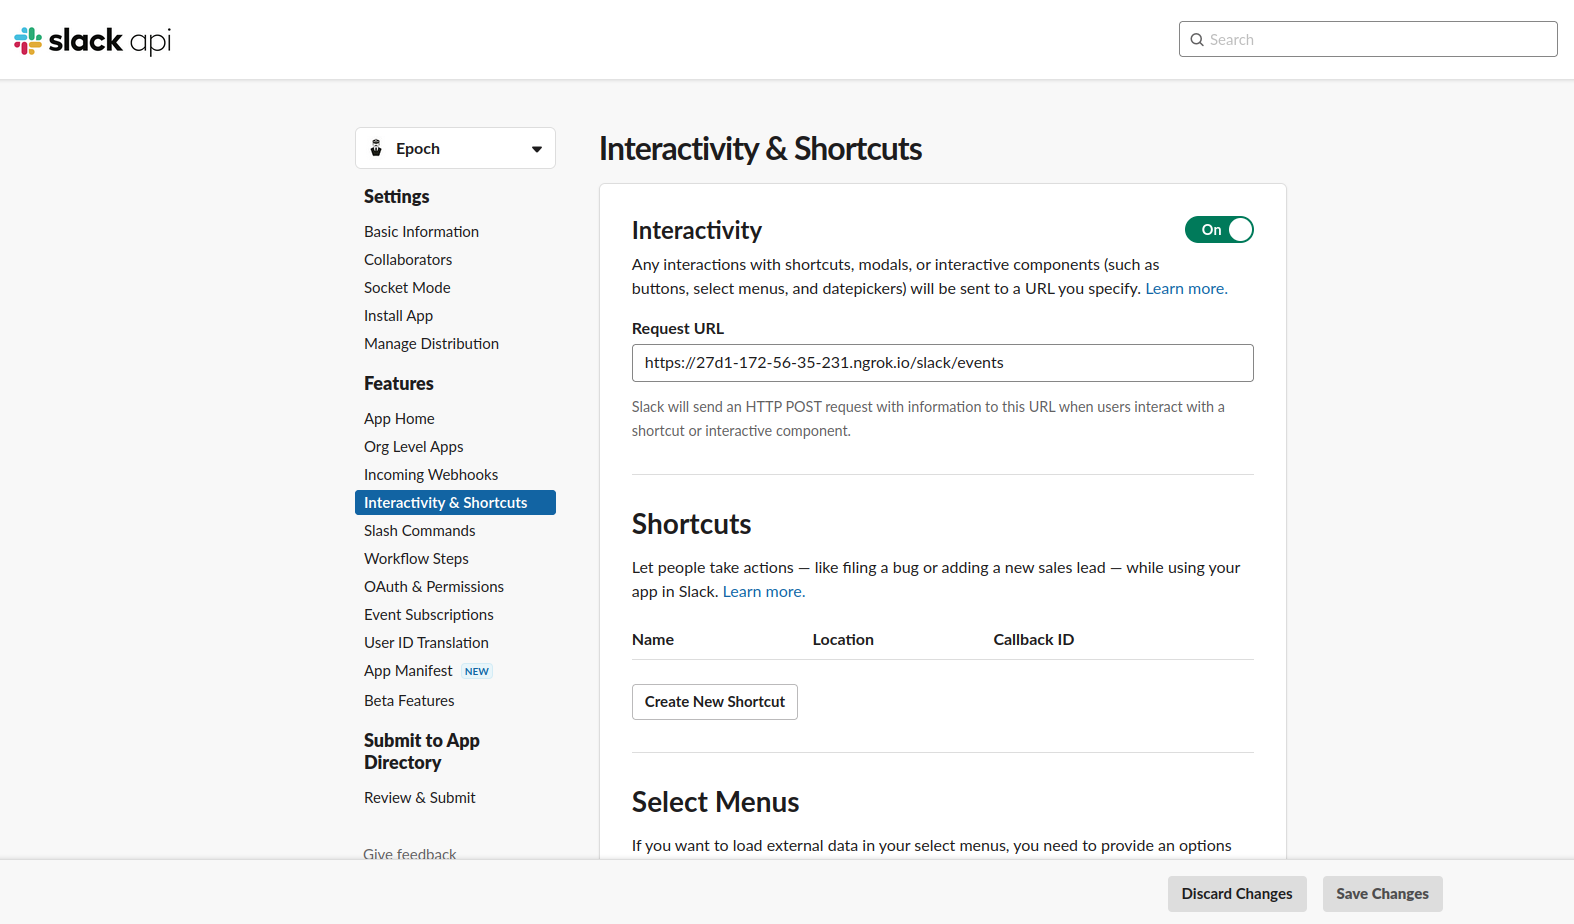 slack api
Search
Epoch
Settings
Basic Information
Collaborators
Socket Mode
Install App
Manage Distribution
Features
App Home
Org Level Apps
Incoming Webhooks
Interactivity & Shortcuts
Slash Commands
Workflow Steps
OAuth & Permissions
Event Subscriptions
User ID Translation
App Manifest NEW
Beta Features
Submit to App
Directory
Review & Submit
Give feedback
Interactivity & Shortcuts
Interactivity
On
Any interactions with shortcuts, modals, or interactive components (such as
buttons, select menus, and datepickers) will be sent to a URL you specify. Learn more.
Request URL
https://27d1-172-56-35-231.ngrok.io/slack/events
Slack will send an HTTP POST request with information to this URL when users interact with a
shortcut or interactive component.
Shortcuts
Let people take actions — like filing a bug or adding a new sales lead — while using your
app in Slack. Learn more.
Name Location Callback ID
Create New Shortcut
Select Menus
If you want to load external data in your select menus, you need to provide an options
Discard Changes Save Changes